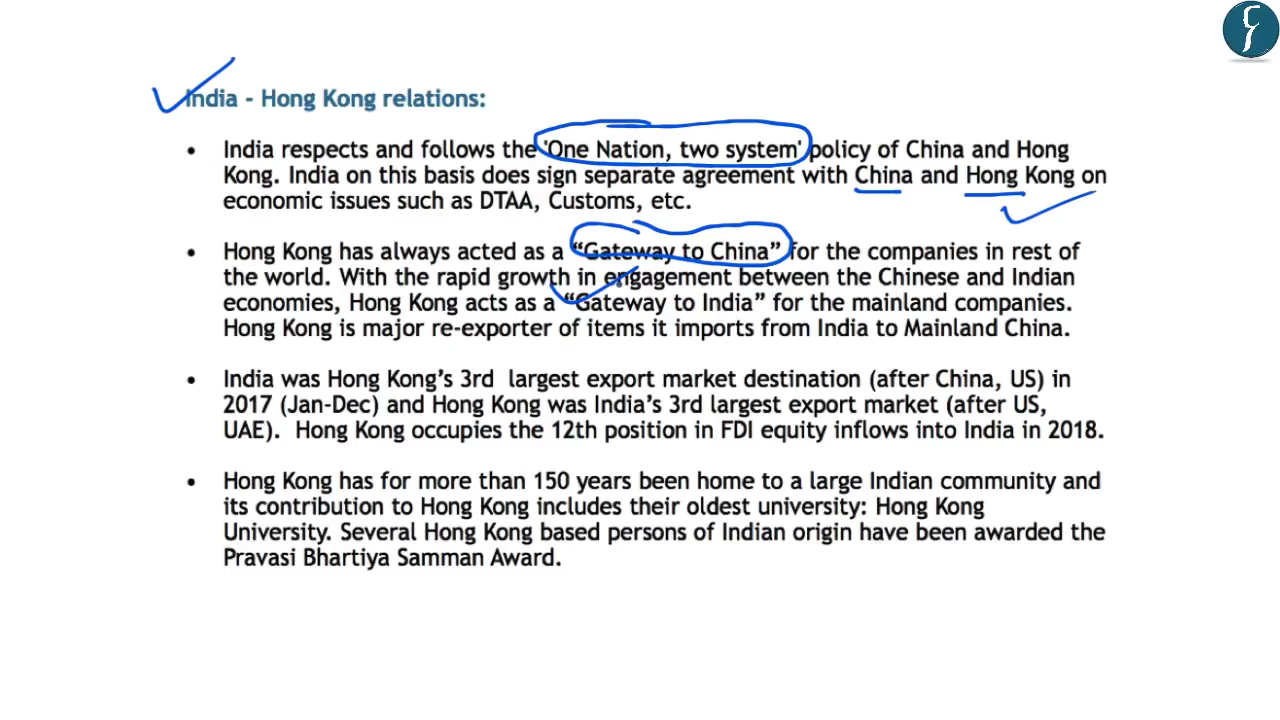 India - Hong Kong relations:
• India respects and follows the 'One Nation, two system' policy of China and Hong
Kong. India on this basis does sign separate agreement with China and Hong Kong on
economic issues such as DTAA, Customs, etc.
• Hong Kong has always acted as a “Gateway to China” for the companies in rest of
the world. With the rapid growth in engagement between the Chinese and Indian
economies, Hong Kong acts as a “Gateway to India” for the mainland companies.
Hong Kong is major re-exporter of items it imports from India to Mainland China.
• India was Hong Kong’s 3rd largest export market destination (after China, US) in
2017 (Jan-Dec) and Hong Kong was India’s 3rd largest export market (after US,
UAE). Hong Kong occupies the 12th position in FDI equity inflows into India in 2018.
• Hong Kong has for more than 150 years been home to a large Indian community and
its contribution to Hong Kong includes their oldest university: Hong Kong
University. Several Hong Kong based persons of Indian origin have been awarded the
Pravasi Bhartiya Samman Award.